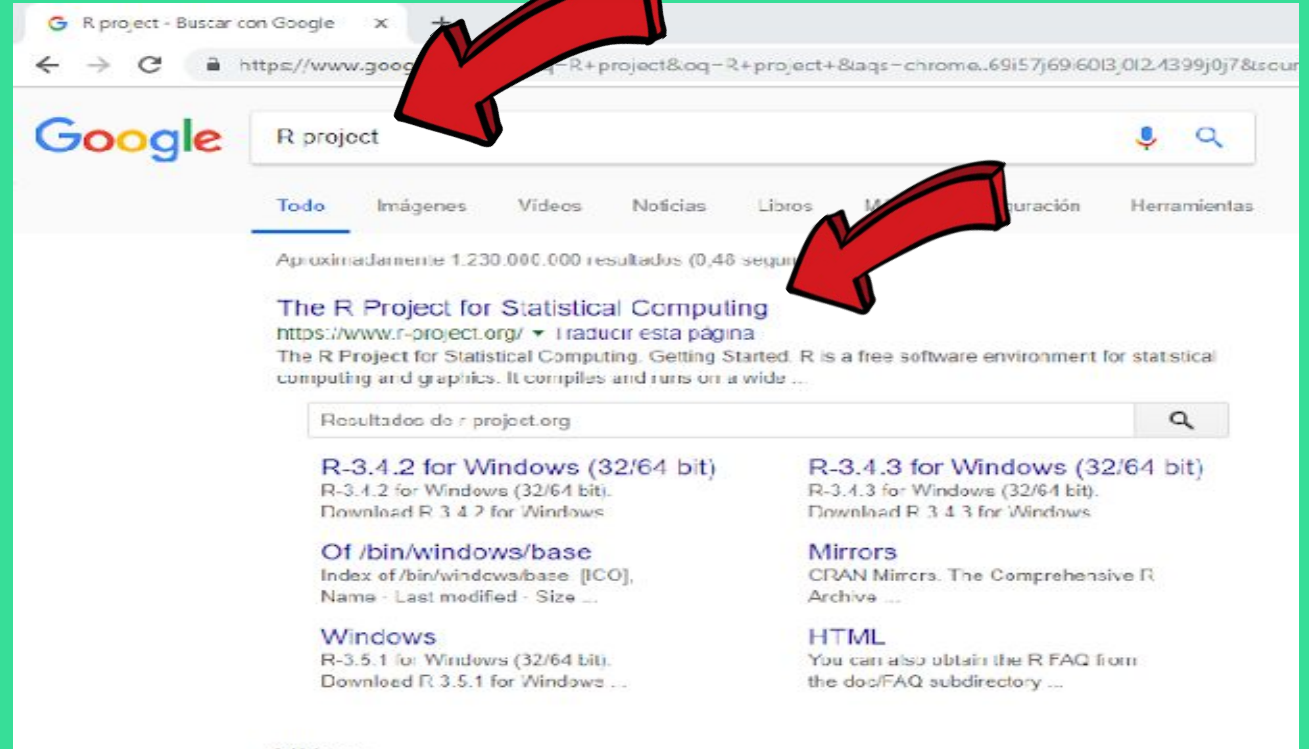 R project - Buscar con Google
https://www.goog -R+project&oq=R+project+&aqs=chrome..69i57j69i60l3j0l2.4399j0j7&sour
Google
R project
Todo Imágenes Vídeos Noticias Libros Herramientas
Aproximadamente 1.230.000.000 resultados (0,48
The R Project for Statistical Computing
https://www.r-project.org/ Traducir esta página
The R Project for Statistical Computing. Getting Started. R is a free software environment for statistical
computing and graphics. It compiles and runs on a wide ...
Resultados de r project.org
R-3.4.2 for Windows (32/64 bit)
R-3.4.2 for Windows (32/64 bit).
Download R 3.4.2 for Windows
R-3.4.3 for Windows (32/64 bit)
R-3.4.3 for Windows (32/64 bit).
Download R 3.4.3 for Windows
Of /bin/windows/base
Index of /bin/windows/base. [ICO],
Name - Last modified - Size ...
Mirrors
CRAN Mirrors. The Comprehensive R
Archive ...
Windows
R-3.5.1 for Windows (32/64 bit).
Download R 3.5.1 for Windows ...
HTML
You can also obtain the R FAQ from
the doc/FAQ subdirectory ...